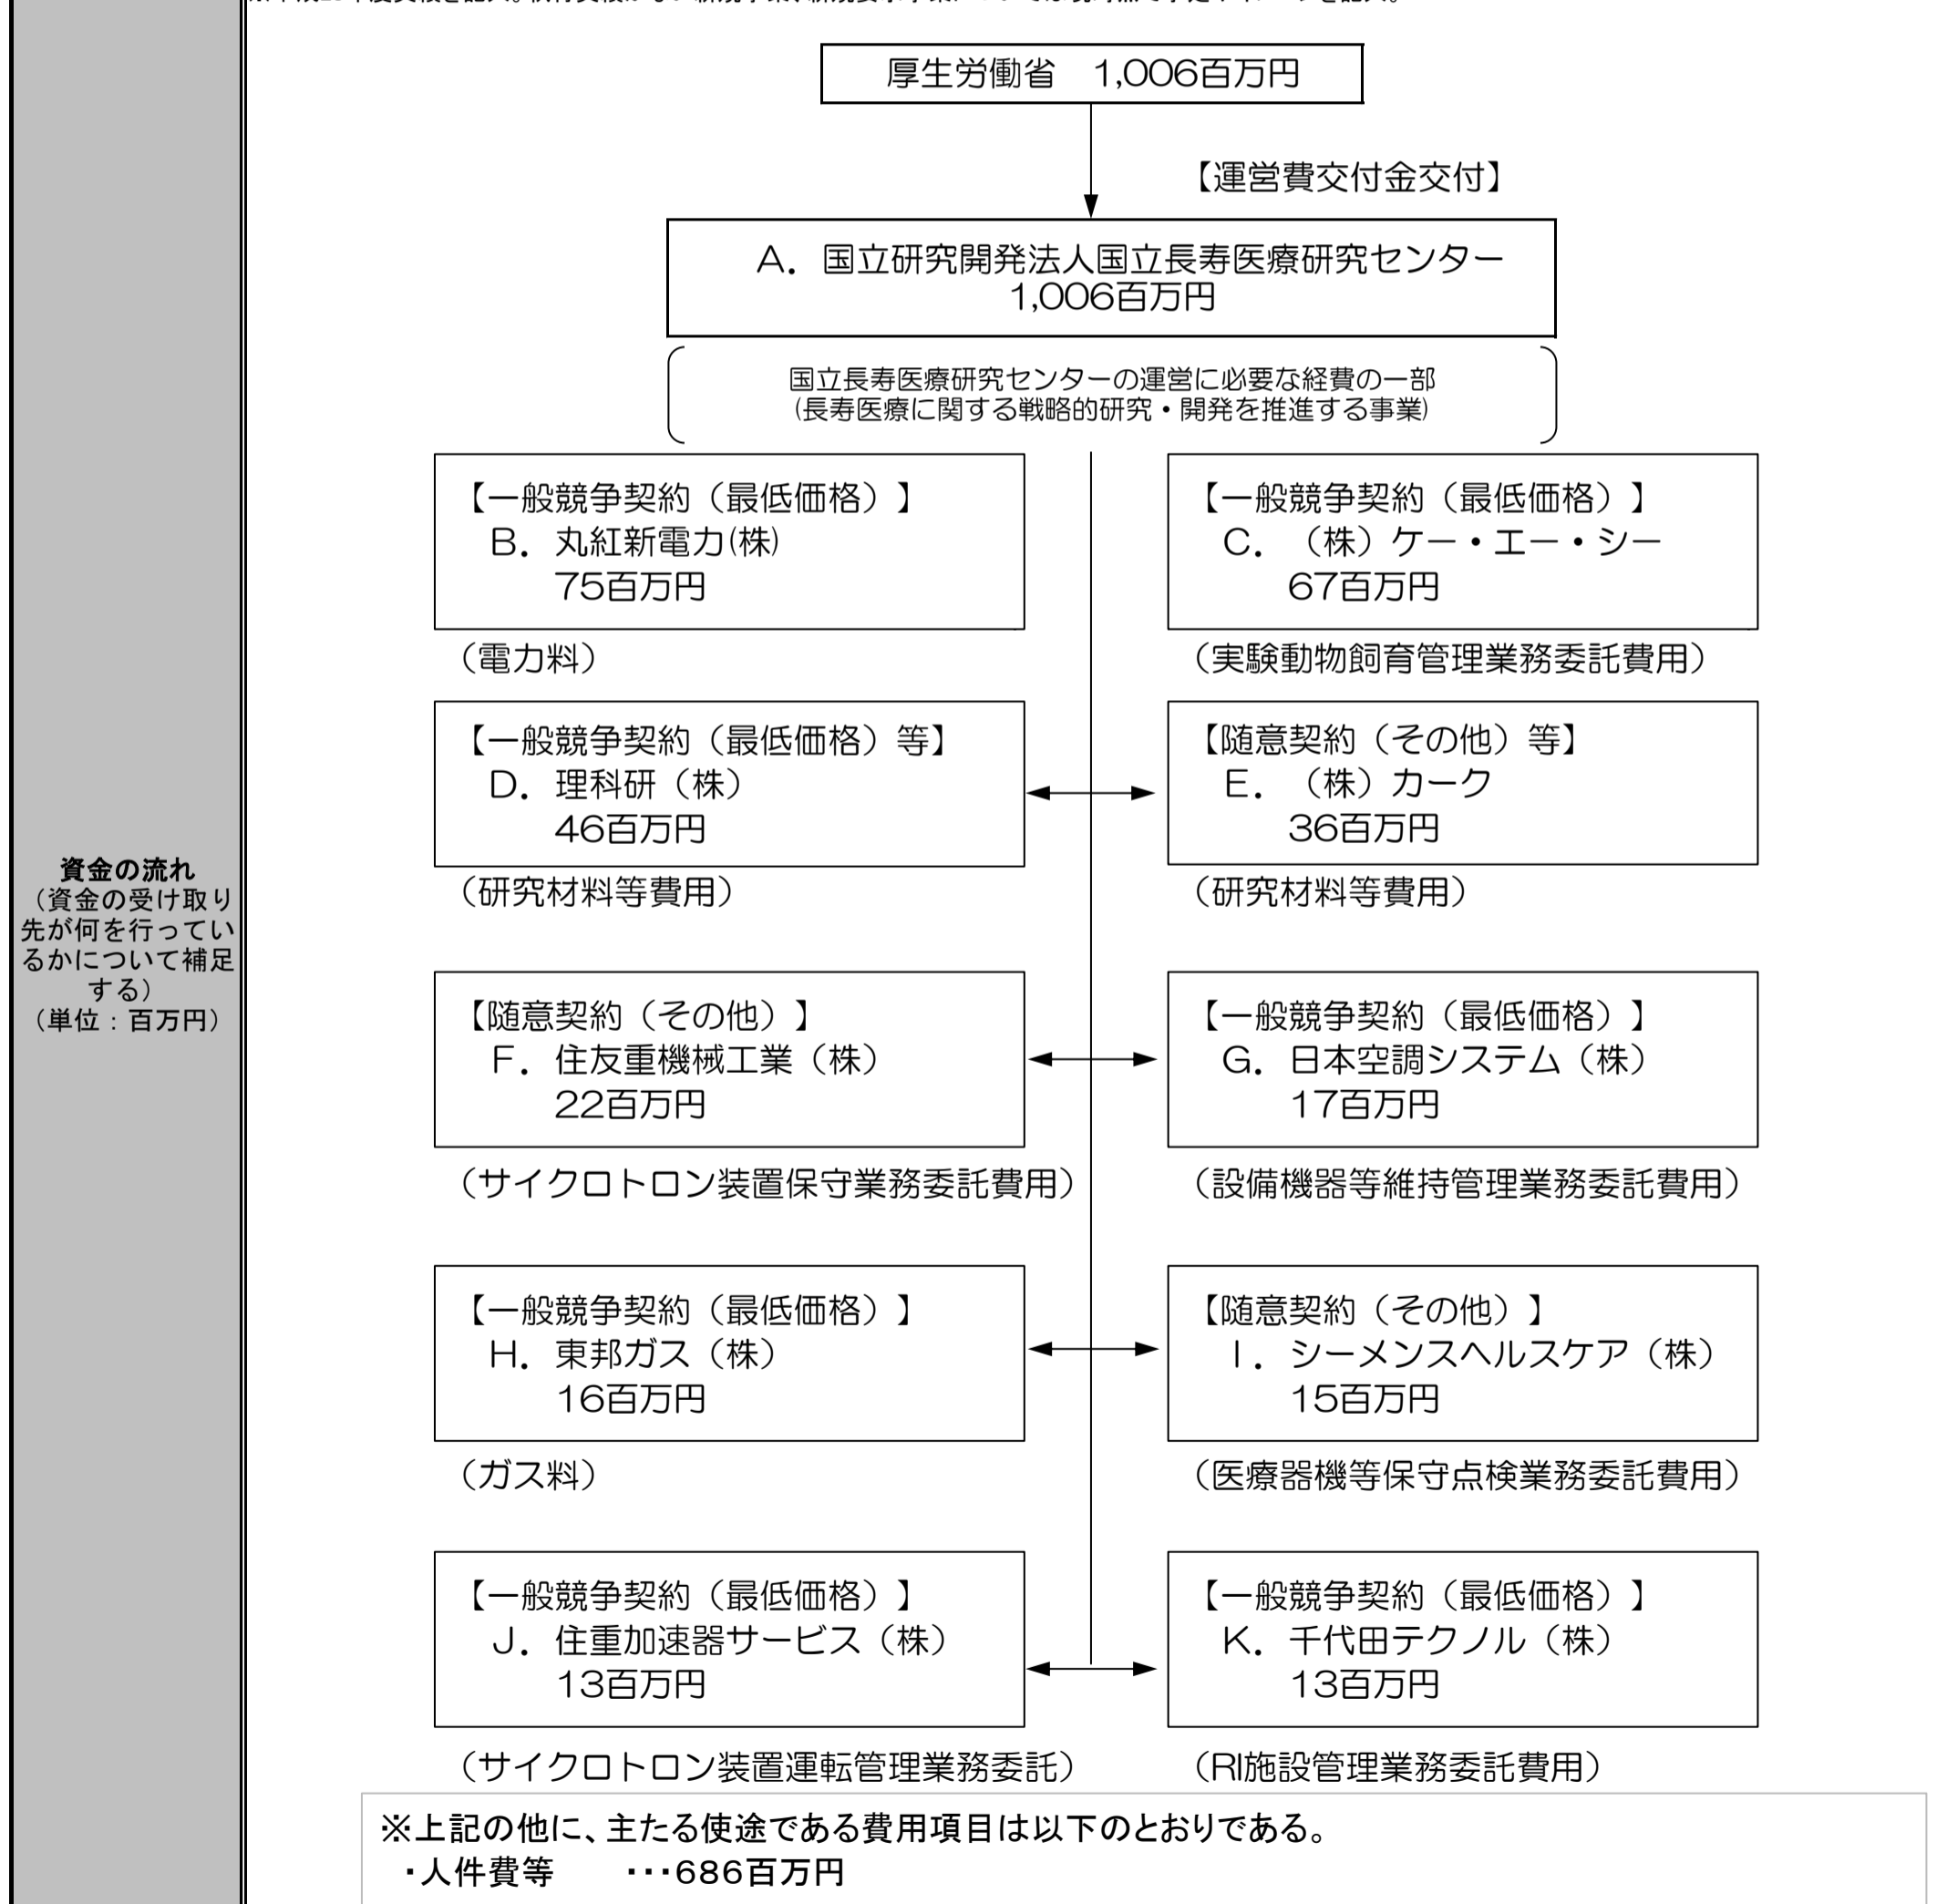 厚生労働省　1,006百万円
【運営費交付金交付】
A．国立研究開発法人国立長寿医療研究センター
1,006百万円
国立長寿医療研究センターの運営に必要な経費の一部
(長寿医療に関する戦略的研究・開発を推進する事業)
【一般競争契約（最低価格）】
B．丸紅新電力(株)
75百万円
（電力料）
【一般競争契約（最低価格）】
C．（株）ケー・エー・シー
67百万円
（実験動物飼育管理業務委託費用）
【一般競争契約（最低価格）等】
D．理科研（株）
46百万円
（研究材料等費用）
【随意契約（その他）等】
E．（株）カーク
36百万円
（研究材料等費用）
資金の流れ
（資金の受け取り
先が何を行ってい
るかについて補足
する）
（単位：百万円）
【随意契約（その他）】
F．住友重機械工業（株）
22百万円
（サイクロトロン装置保守業務委託費用）
【一般競争契約（最低価格）】
G．日本空調システム（株）
17百万円
（設備機器等維持管理業務委託費用）
【一般競争契約（最低価格）】
H．東邦ガス（株）
16百万円
（ガス料）
【随意契約（その他）】
I．シーメンスヘルスケア（株）
15百万円
（医療器機等保守点検業務委託費用）
【一般競争契約（最低価格）】
J．住重加速器サービス（株）
13百万円
（サイクロトロン装置運転管理業務委託）
【一般競争契約（最低価格）】
K．千代田テクノル（株）
13百万円
（RI施設管理業務委託費用）
※上記の他に、主たる使途である費用項目は以下のとおりである。
・人件費等　　・・・686百万円